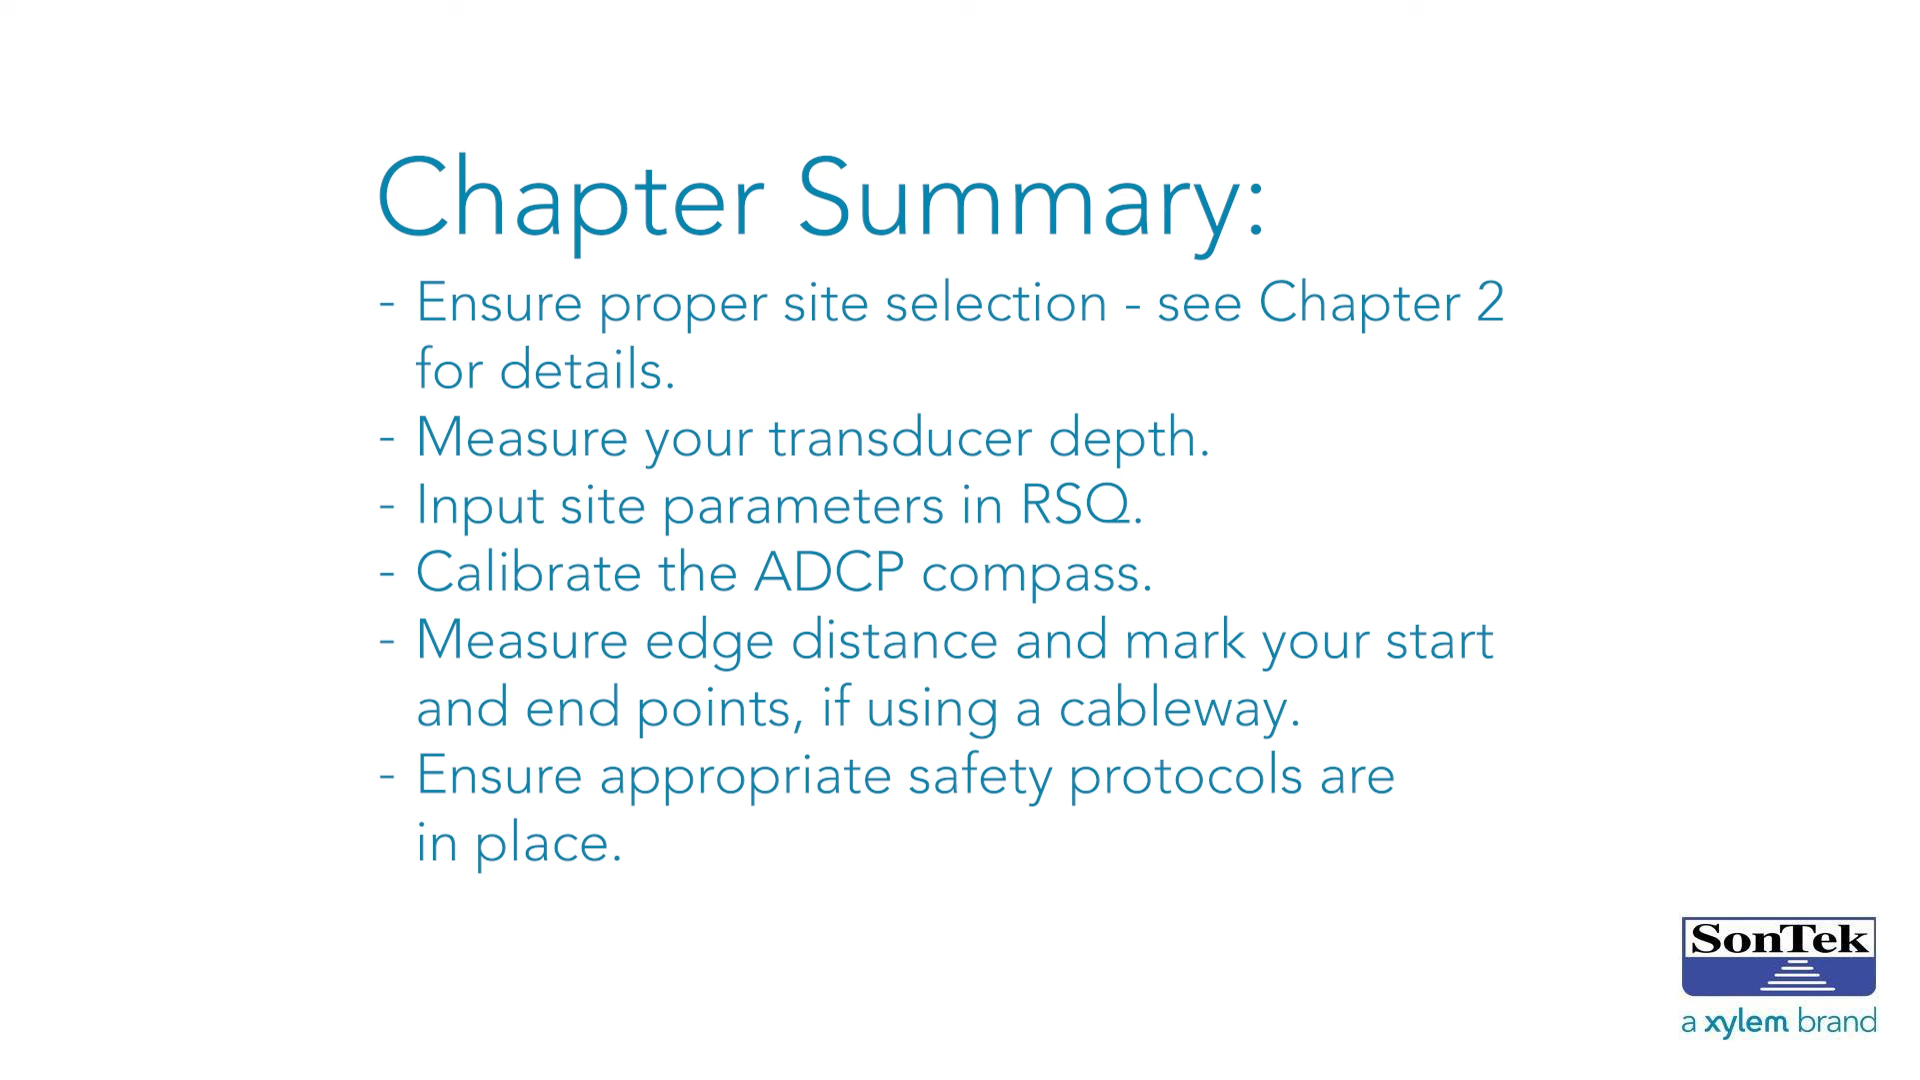 Chapter Summary:
- Ensure proper site selection - see Chapter 2
for details.
- Measure your transducer depth.
- Input site parameters in RSQ.
- Calibrate the ADCP compass.
- Measure edge distance and mark your start
and end points, if using a cableway.
- Ensure appropriate safety protocols are
in place.
SonTek
a xylem brand